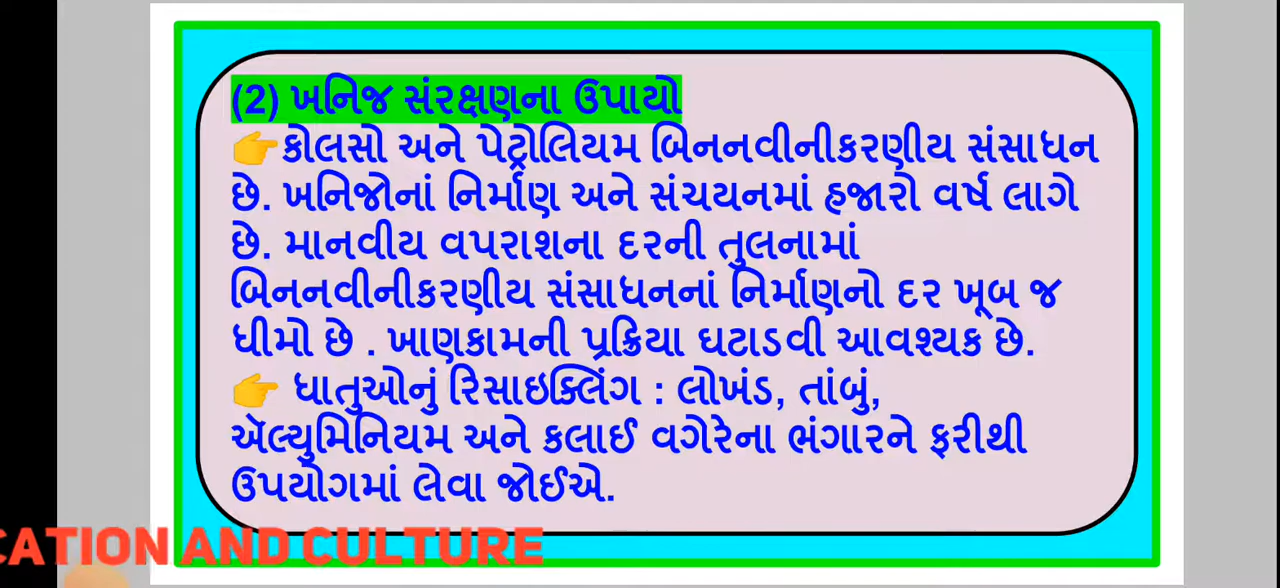 (2) ખનિજ સંરક્ષણના ઉપાયો
👉કોલસો અને પેટ્રોલિયમ બિનનવીનીકરણીય સંસાધન
છે. ખનિજોનાં નિર્માણ અને સંચયનમાં હજારો વર્ષ લાગે
છે. માનવીય વપરાશના દરની તુલનામાં
બિનનવીનીકરણીય સંસાધનનાં નિર્માણનો દર ખૂબ જ
ધીમો છે . ખાણકામની પ્રક્રિયા ઘટાડવી આવશ્યક છે.
👉 ધાતુઓનું રિસાઇક્લિંગ : લોખંડ, તાંબું,
ઍલ્યુમિનિયમ અને કલાઈ વગેરેના ભંગારને ફરીથી
ઉપયોગમાં લેવા જોઈએ.
CATION AND CULTURE